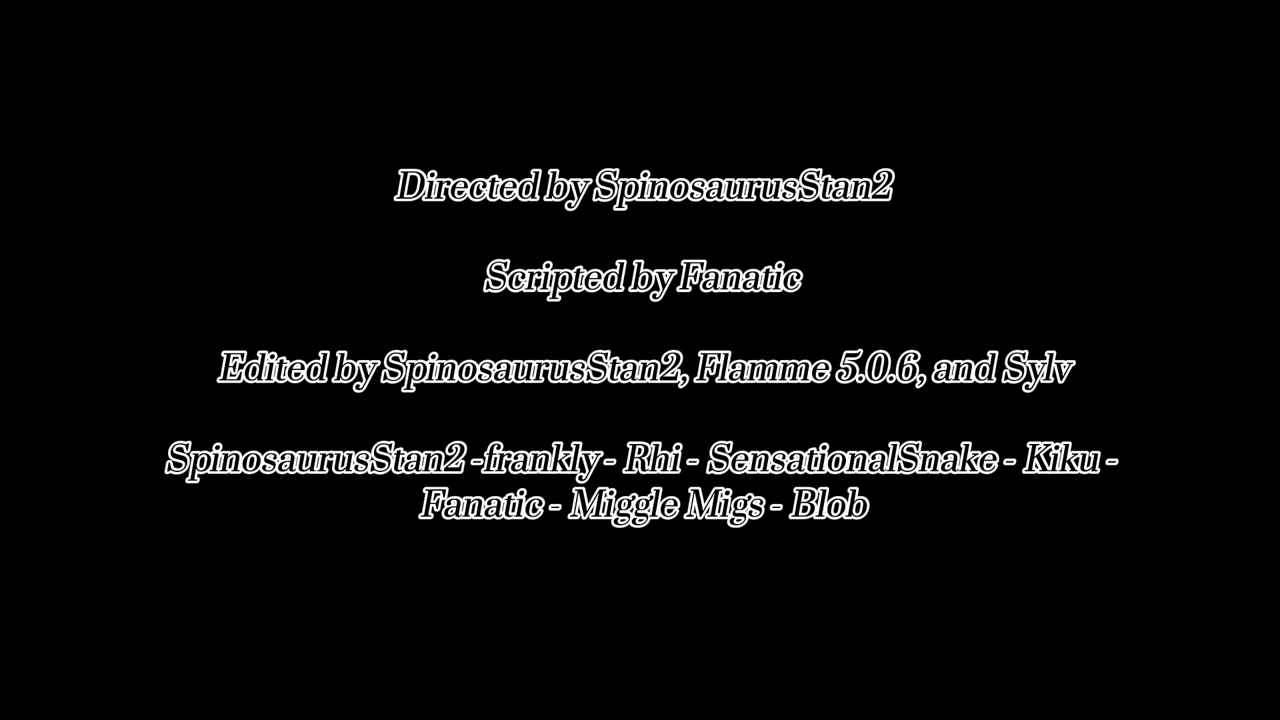 Directed by SpinosaurusStan2
Scripted by Fanatic
Edited by SpinosaurusStan2, Flamme 5.0.6, and Sylv
SpinosaurusStan2 -frankly- Rhi - SensationalSnake - Kiku -
Fanatic - Miggle Migs - Blob